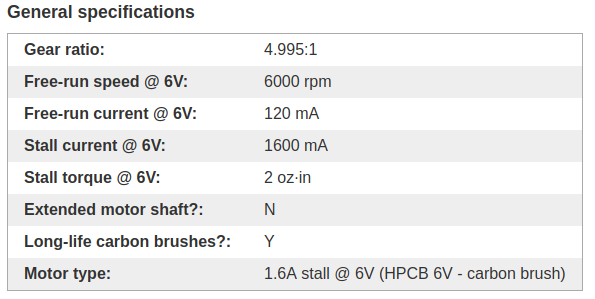 General specifications
Gear ratio: 4.995:1
Free-run speed @ 6V: 6000 rpm
Free-run current @ 6V: 120 mA
Stall current @ 6V: 1600 mA
Stall torque @ 6V: 2 oz·in
Extended motor shaft?: N
Long-life carbon brushes?: Y
Motor type: 1.6A stall @ 6V (HPCB 6V - carbon brush)